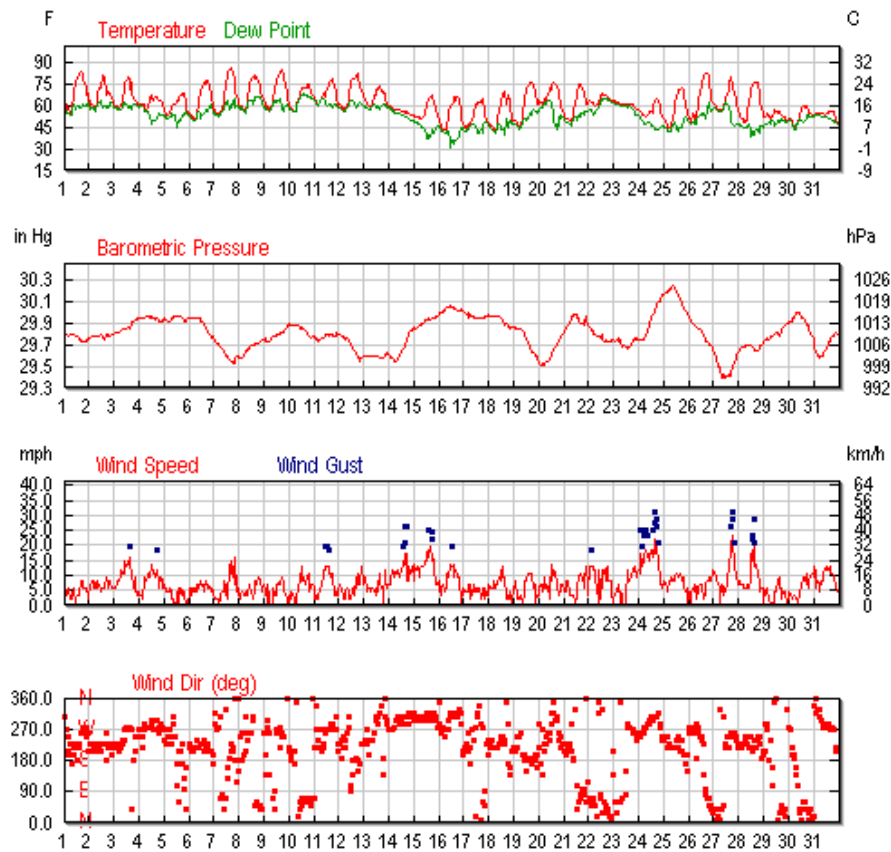 F C
Temperature Dew Point
90 32
75 24
60 16
45 7
30 -1
15 -9
1 2 3 4 5 6 7 8 9 10 11 12 13 14 15 16 17 18 19 20 21 22 23 24 25 26 27 28 29 30 31
in Hg hPa
Barometric Pressure
30.3 1026
30.1 1019
29.9 1013
29.7 1006
29.5 999
29.3 992
1 2 3 4 5 6 7 8 9 10 11 12 13 14 15 16 17 18 19 20 21 22 23 24 25 26 27 28 29 30 31
mph km/h
Wind Speed Wind Gust
40.0 64
35.0 56
30.0 48
25.0 40
20.0 32
15.0 24
10.0 16
5.0 8
0.0 0
1 2 3 4 5 6 7 8 9 10 11 12 13 14 15 16 17 18 19 20 21 22 23 24 25 26 27 28 29 30 31
Wind Dir (deg)
360.0 N
270.0 W
180.0 S
90.0 E
0.0 N
1 2 3 4 5 6 7 8 9 10 11 12 13 14 15 16 17 18 19 20 21 22 23 24 25 26 27 28 29 30 31